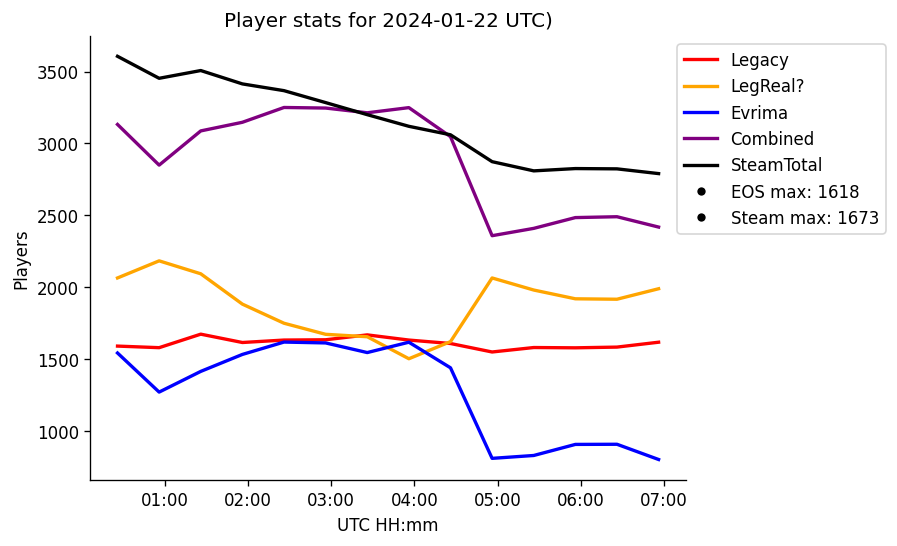 Player stats for 2024-01-22 UTC)
Legacy
LegReal?
Evrima
Combined
SteamTotal
EOS max: 1618
Steam max: 1673
Players
3500
3000
2500
2000
1500
1000
01:00 02:00 03:00 04:00 05:00 06:00 07:00
UTC HH:mm